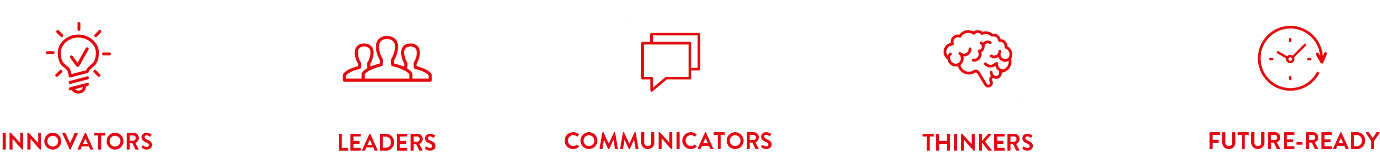 INNOVATORS
LEADERS
COMMUNICATORS
THINKERS
FUTURE-READY